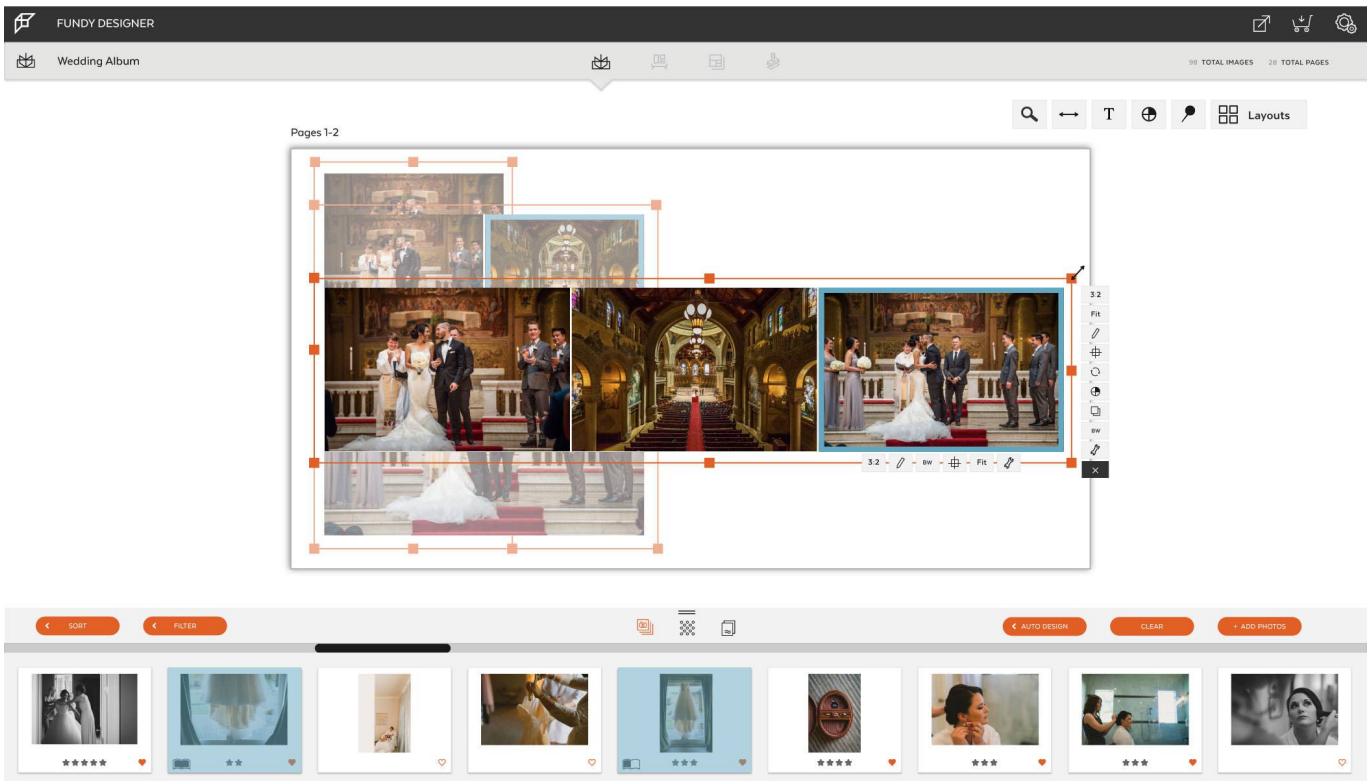 FUNDY DESIGNER
Wedding Album
98 TOTAL IMAGES 28 TOTAL PAGES
T
Layouts
Pages 1-2
3:2
Fit
BW
3:2 BW Fit
SORT
FILTER
AUTO DESIGN
CLEAR
+ ADD PHOTOS